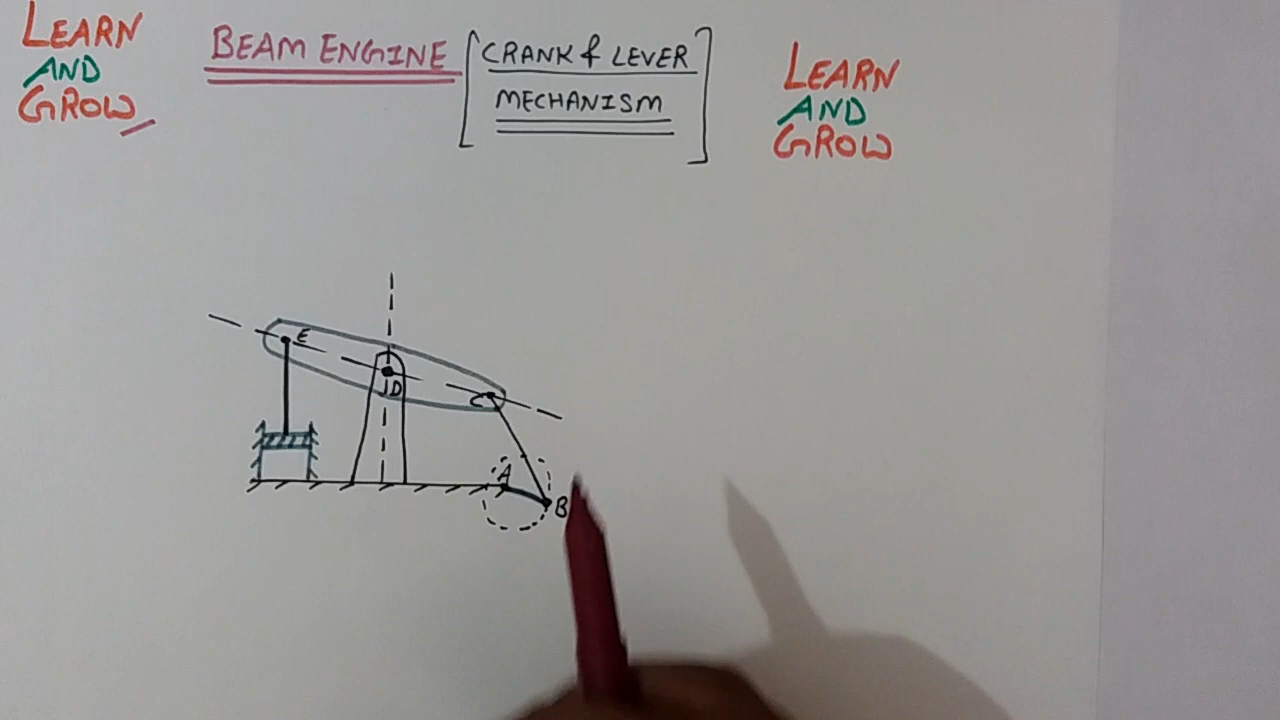 LEARN
AND
GROW
BEAM ENGINE [CRANK & LEVER
MECHANISM]
LEARN
AND
GROW
E
D
C
A
B